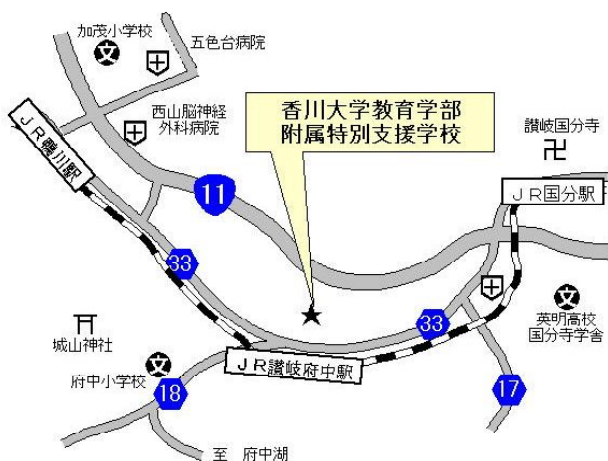 加茂小学校
文
五色台病院
西山脳神経
外科病院
香川大学教育学部
附属特別支援学校
讃岐国分寺
卍
JR鴨川駅
JR国分駅
11
33
33
文
英明高校
国分寺学舎
城山神社
文
府中小学校
JR讃岐府中駅
18
17
至 府中湖